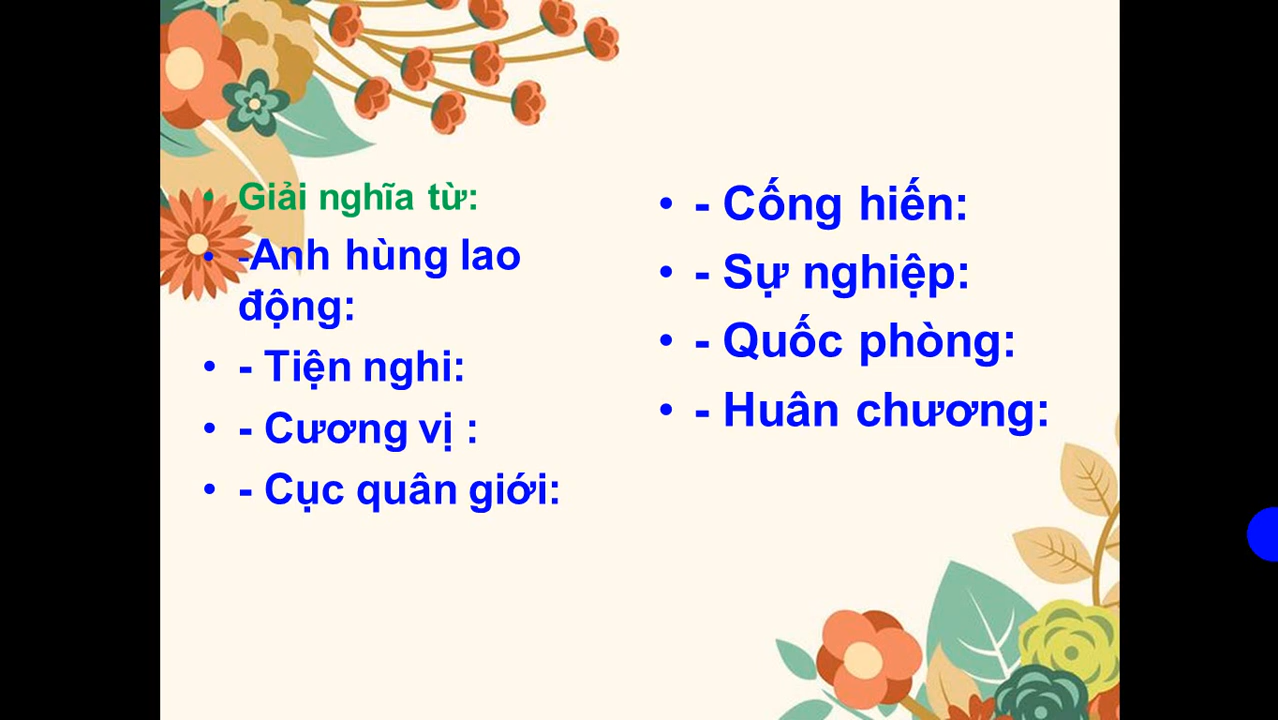 • Giải nghĩa từ:
• -Anh hùng lao
động:
• - Tiện nghi:
• - Cương vị :
• - Cục quân giới:
• - Cống hiến:
• - Sự nghiệp:
• - Quốc phòng:
• - Huân chương: